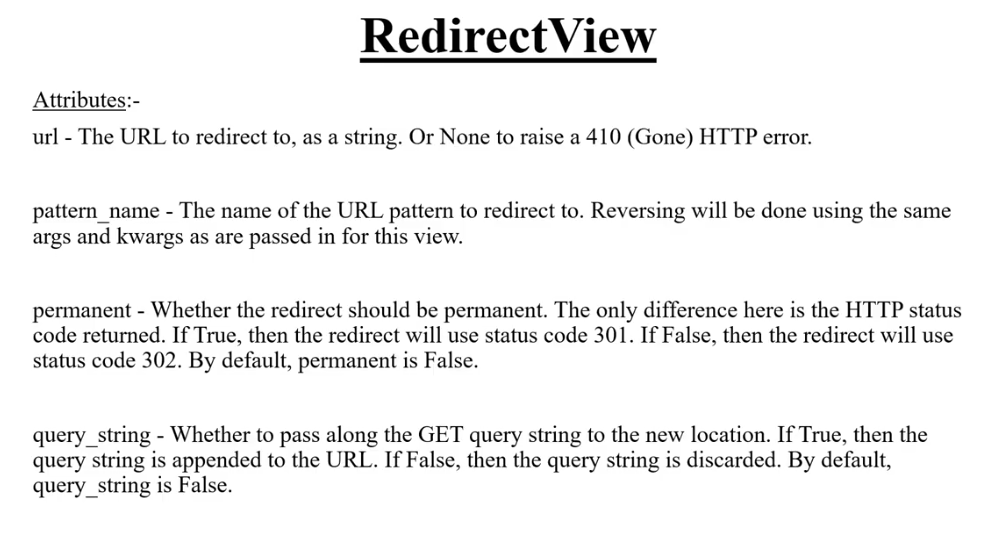 RedirectView
Attributes:-
url - The URL to redirect to, as a string. Or None to raise a 410 (Gone) HTTP error.
pattern_name - The name of the URL pattern to redirect to. Reversing will be done using the same
args and kwargs as are passed in for this view.
permanent - Whether the redirect should be permanent. The only difference here is the HTTP status
code returned. If True, then the redirect will use status code 301. If False, then the redirect will use
status code 302. By default, permanent is False.
query_string - Whether to pass along the GET query string to the new location. If True, then the
query string is appended to the URL. If False, then the query string is discarded. By default,
query_string is False.